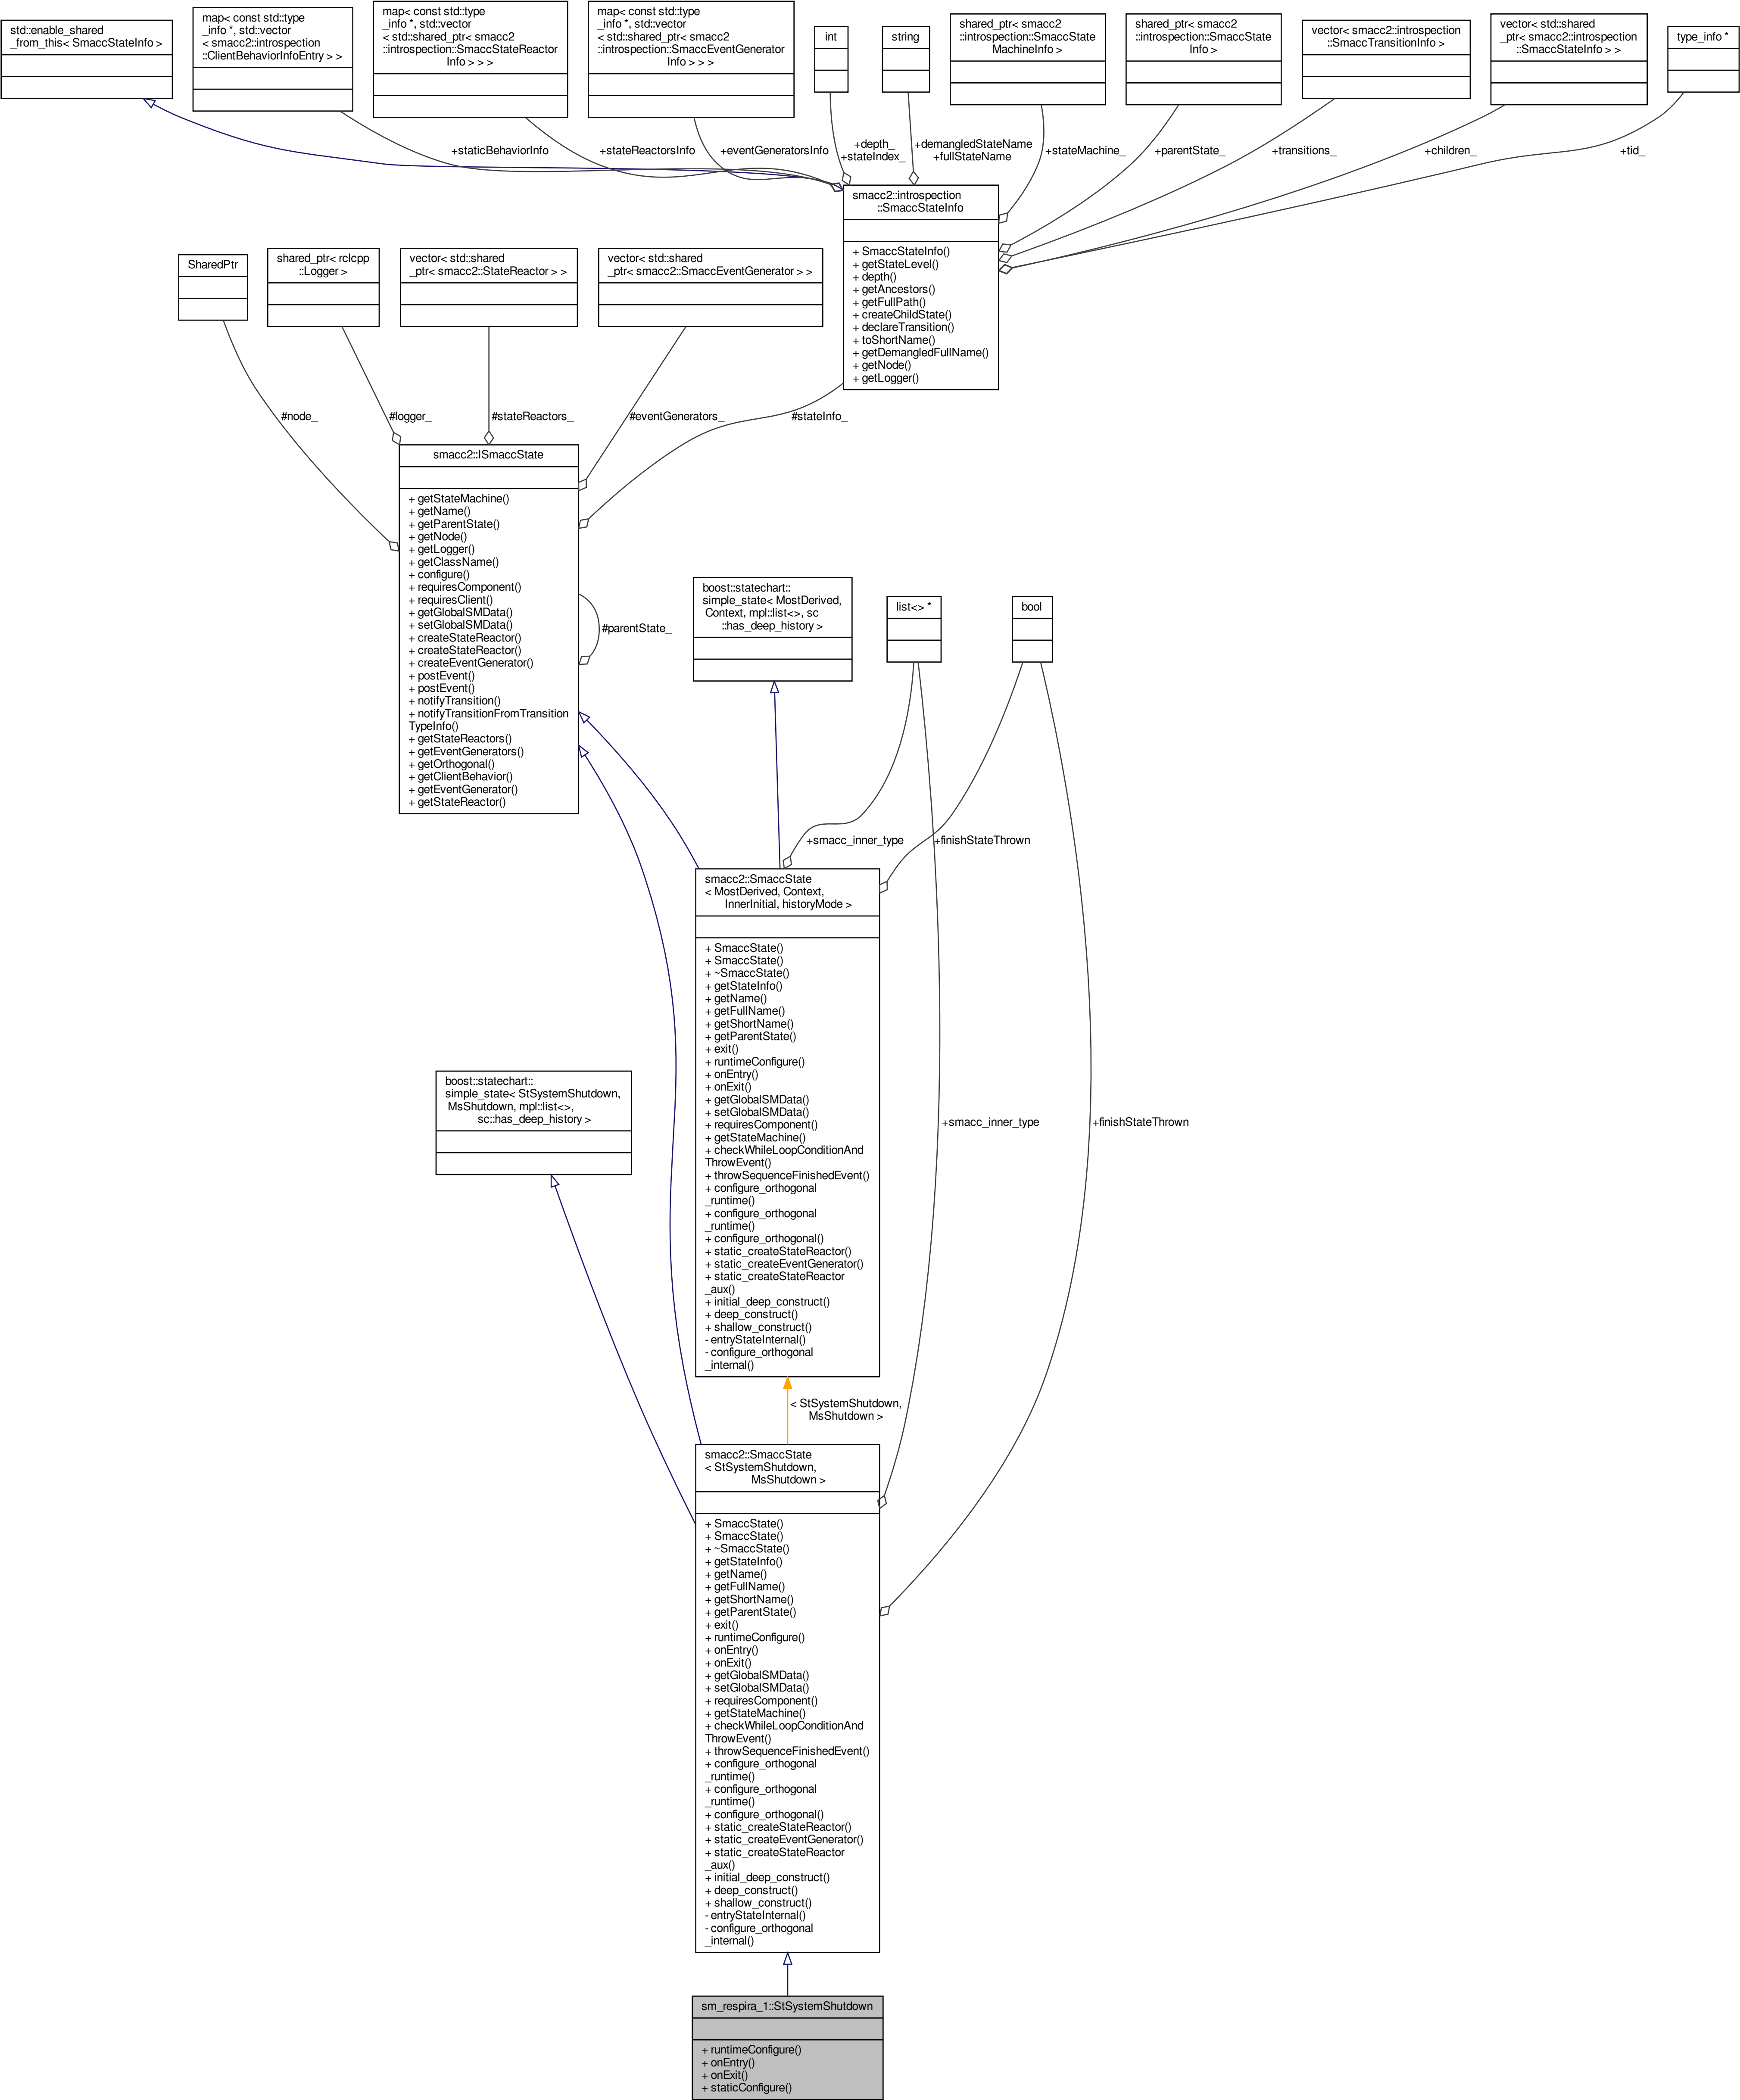 std::enable_shared
_from_this< SmaccStateInfo >
map< const std::type
_info *, std::vector
< smacc2::introspection
::ClientBehaviorInfoEntry > >
map< const std::type
_info *, std::vector
< std::shared_ptr< smacc2
::introspection::SmaccStateReactor
Info > > >
map< const std::type
_info *, std::vector
< std::shared_ptr< smacc2
::introspection::SmaccEventGenerator
Info > > >
int
string
shared_ptr< smacc2
::introspection::SmaccState
MachineInfo >
shared_ptr< smacc2
::introspection::SmaccState
Info >
vector< smacc2::introspection
::SmaccTransitionInfo >
vector< std::shared
_ptr< smacc2::introspection
::SmaccStateInfo > >
type_info *
+staticBehaviorInfo
+stateReactorsInfo
+eventGeneratorsInfo
+depth_
+stateIndex_
+demangledStateName
+fullStateName
+stateMachine_
+parentState_
+transitions_
+children_
+tid_
smacc2::introspection
::SmaccStateInfo
+ SmaccStateInfo()
+ getStateLevel()
+ depth()
+ getAncestors()
+ getFullPath()
+ createChildState()
+ declareTransition()
+ toShortName()
+ getDemangledFullName()
+ getNode()
+ getLogger()
SharedPtr
shared_ptr< rclcpp
::Logger >
vector< std::shared
_ptr< smacc2::StateReactor > >
vector< std::shared
_ptr< smacc2::SmaccEventGenerator > >
#node_
#logger_
#stateReactors_
#eventGenerators_
#stateInfo_
smacc2::ISmaccState
+ getStateMachine()
+ getName()
+ getParentState()
+ getNode()
+ getLogger()
+ getClassName()
+ configure()
+ requiresComponent()
+ requiresClient()
+ getGlobalSMData()
+ setGlobalSMData()
+ createStateReactor()
+ createStateReactor()
+ createEventGenerator()
+ postEvent()
+ postEvent()
+ notifyTransition()
+ notifyTransitionFromTransition
TypeInfo()
+ getStateReactors()
+ getEventGenerators()
+ getOrthogonal()
+ getClientBehavior()
+ getEventGenerator()
+ getStateReactor()
#parentState_
boost::statechart::
simple_state< MostDerived,
Context, mpl::list<>, sc
::has_deep_history >
list<> *
bool
+smacc_inner_type
+finishStateThrown
smacc2::SmaccState
< MostDerived, Context,
InnerInitial, historyMode >
+ SmaccState()
+ SmaccState()
+ ~SmaccState()
+ getStateInfo()
+ getName()
+ getFullName()
+ getShortName()
+ getParentState()
+ exit()
+ runtimeConfigure()
+ onEntry()
+ onExit()
+ getGlobalSMData()
+ setGlobalSMData()
+ requiresComponent()
+ getStateMachine()
+ checkWhileLoopConditionAnd
ThrowEvent()
+ throwSequenceFinishedEvent()
+ configure_orthogonal
_runtime()
+ configure_orthogonal
_runtime()
+ configure_orthogonal()
+ static_createStateReactor()
+ static_createEventGenerator()
+ static_createStateReactor
_aux()
+ initial_deep_construct()
+ deep_construct()
+ shallow_construct()
- entryStateInternal()
- configure_orthogonal
_internal()
boost::statechart::
simple_state< StSystemShutdown,
MsShutdown, mpl::list<>,
sc::has_deep_history >
+smacc_inner_type
+finishStateThrown
< StSystemShutdown,
MsShutdown >
smacc2::SmaccState
< StSystemShutdown,
MsShutdown >
+ SmaccState()
+ SmaccState()
+ ~SmaccState()
+ getStateInfo()
+ getName()
+ getFullName()
+ getShortName()
+ getParentState()
+ exit()
+ runtimeConfigure()
+ onEntry()
+ onExit()
+ getGlobalSMData()
+ setGlobalSMData()
+ requiresComponent()
+ getStateMachine()
+ checkWhileLoopConditionAnd
ThrowEvent()
+ throwSequenceFinishedEvent()
+ configure_orthogonal
_runtime()
+ configure_orthogonal
_runtime()
+ configure_orthogonal()
+ static_createStateReactor()
+ static_createEventGenerator()
+ static_createStateReactor
_aux()
+ initial_deep_construct()
+ deep_construct()
+ shallow_construct()
- entryStateInternal()
- configure_orthogonal
_internal()
sm_respira_1::StSystemShutdown
+ runtimeConfigure()
+ onEntry()
+ onExit()
+ staticConfigure()